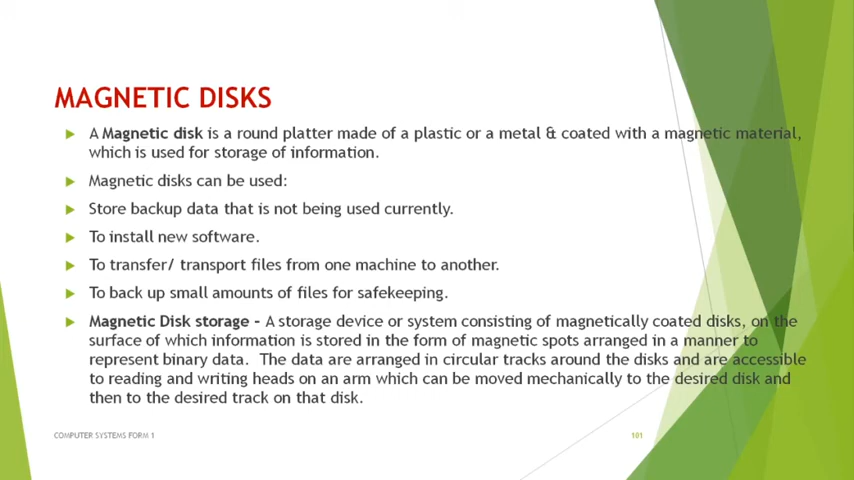 MAGNETIC DISKS
A Magnetic disk is a round platter made of a plastic or a metal & coated with a magnetic material,
which is used for storage of information.
Magnetic disks can be used:
Store backup data that is not being used currently.
To install new software.
To transfer/ transport files from one machine to another.
To back up small amounts of files for safekeeping.
Magnetic Disk storage - A storage device or system consisting of magnetically coated disks, on the
surface of which information is stored in the form of magnetic spots arranged in a manner to
represent binary data. The data are arranged in circular tracks around the disks and are accessible
to reading and writing heads on an arm which can be moved mechanically to the desired disk and
then to the desired track on that disk.
COMPUTER SYSTEMS FORM 1
101